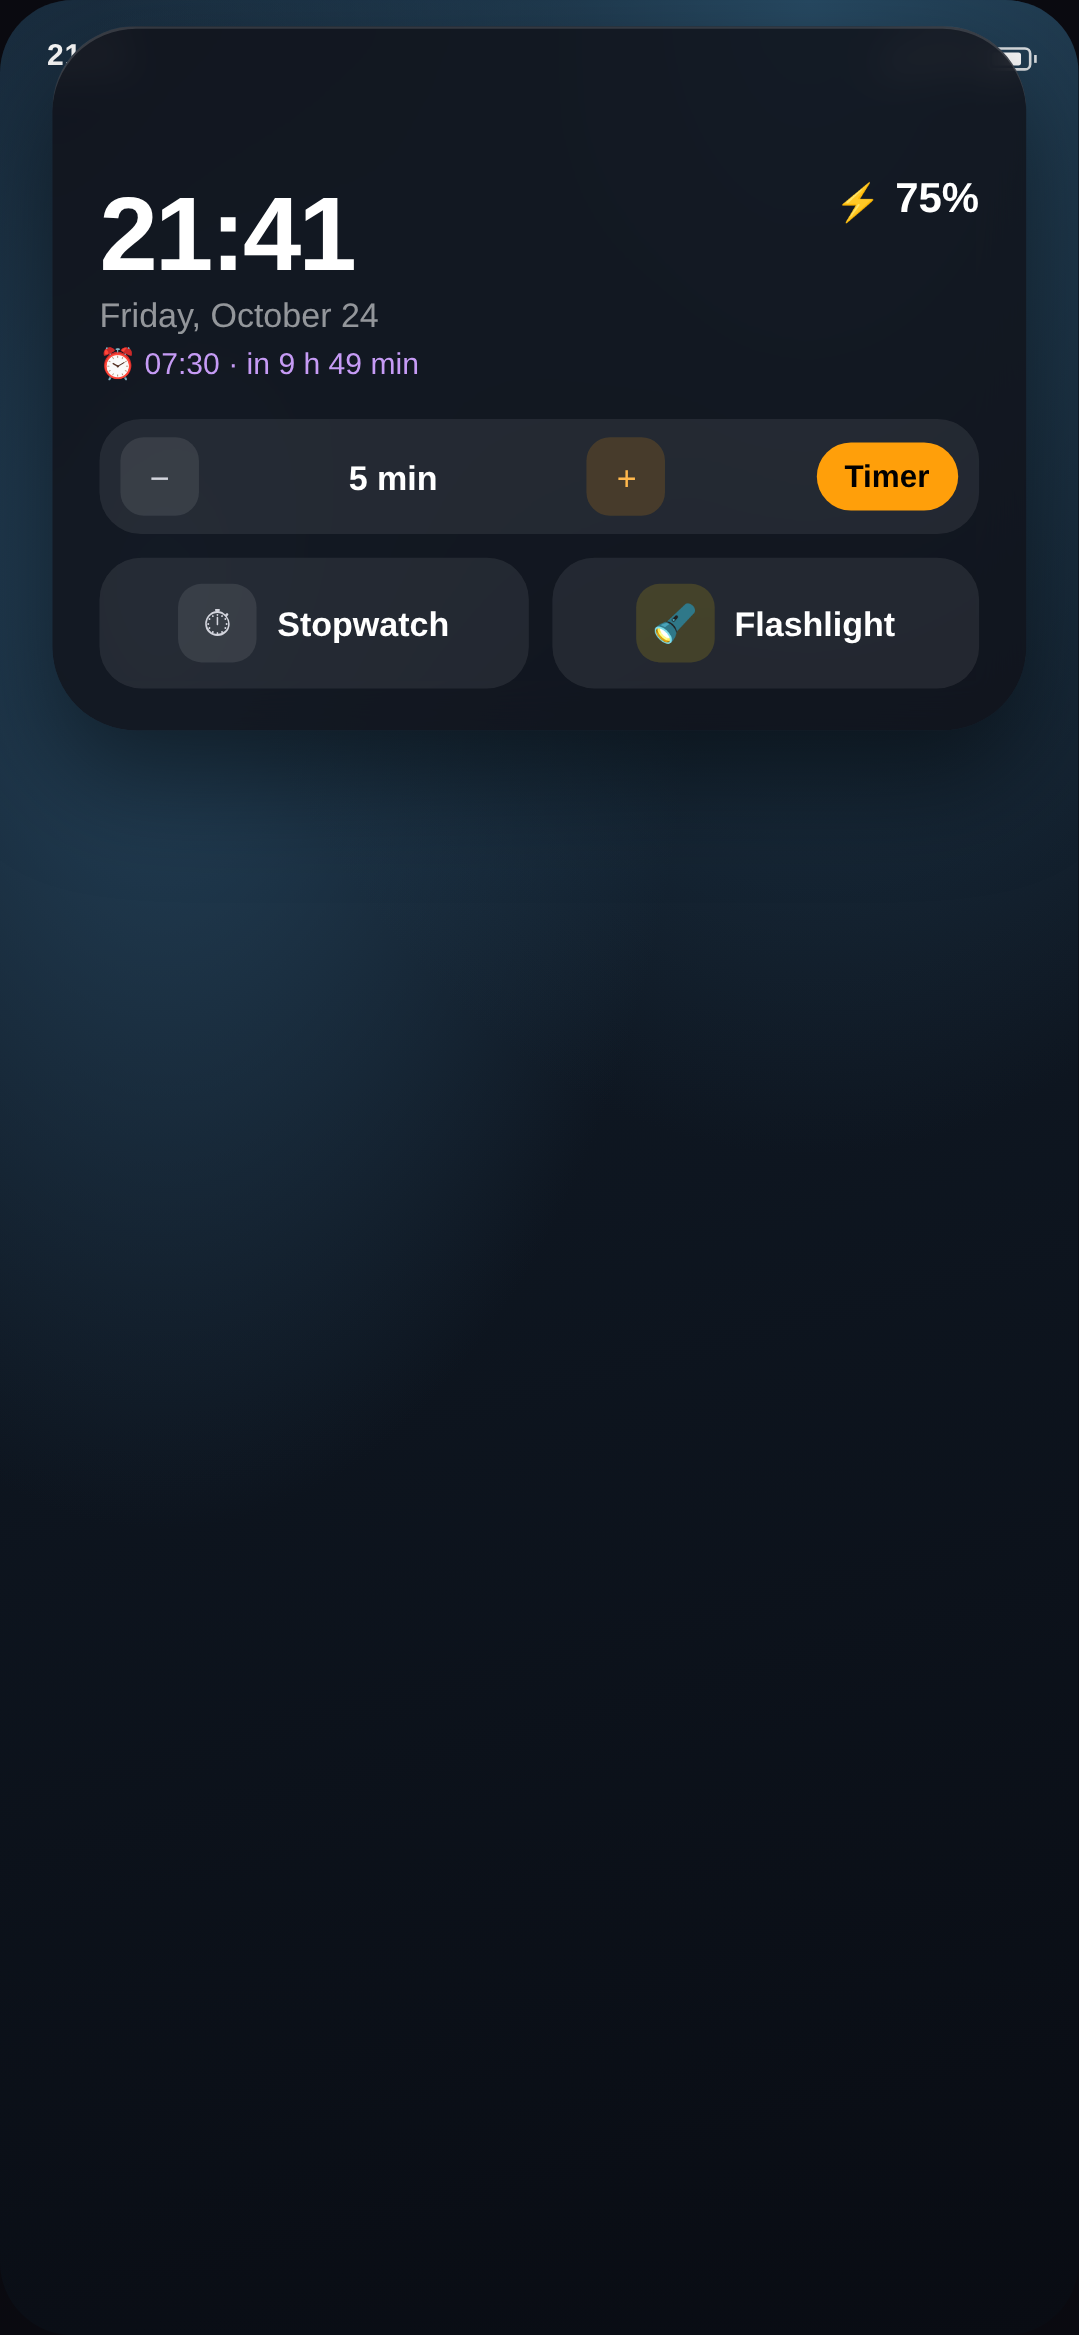 21:41
⚡ 75%
Friday, October 24
⏰ 07:30 · in 9 h 49 min
− 5 min + Timer
Stopwatch
Flashlight